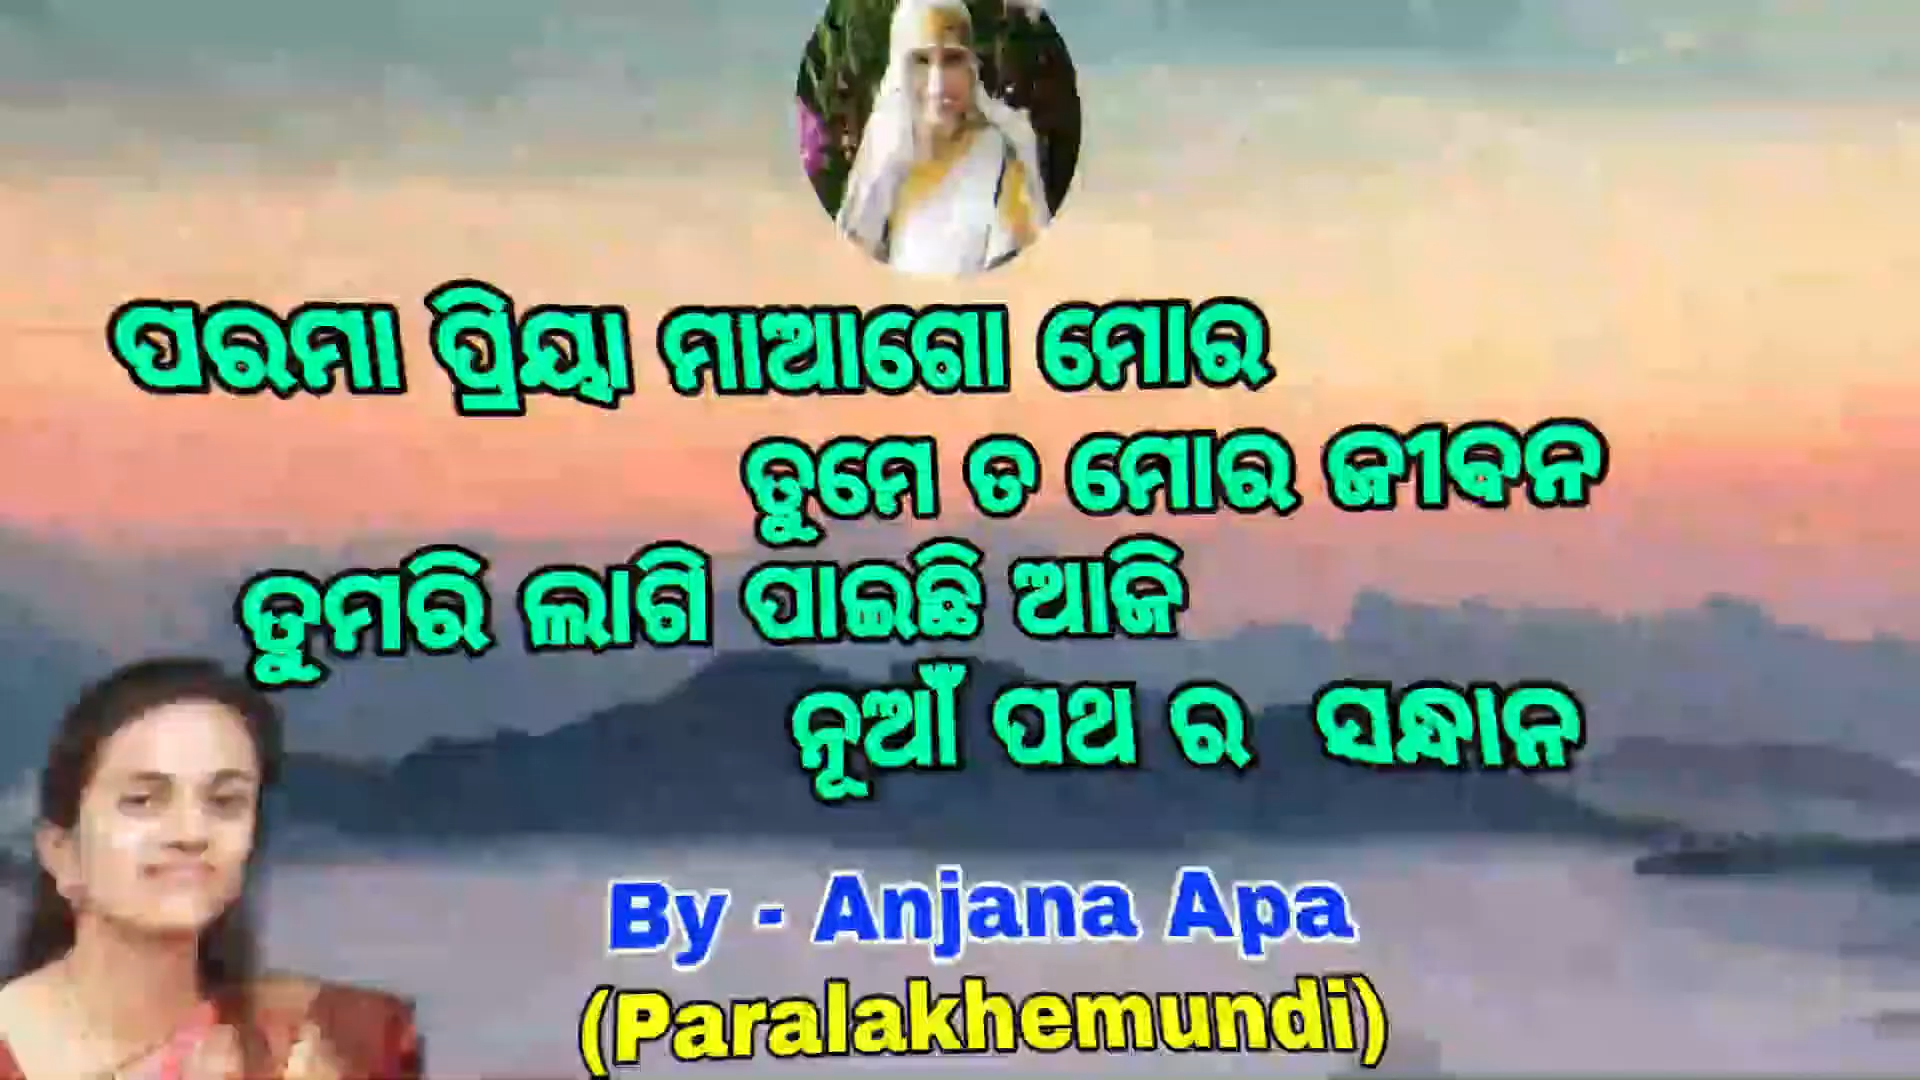 ପରମା ପ୍ରିୟା ମାଆଗୋ ମୋର
ତୁମେ ତ ମୋର ଜୀବନ
ତୁମରି ଲାଗି ପାଇଛି ଆଜି
ନୂଆଁ ପଥ ର ସନ୍ଧାନ
By - Anjana Apa
(Paralakhemundi)